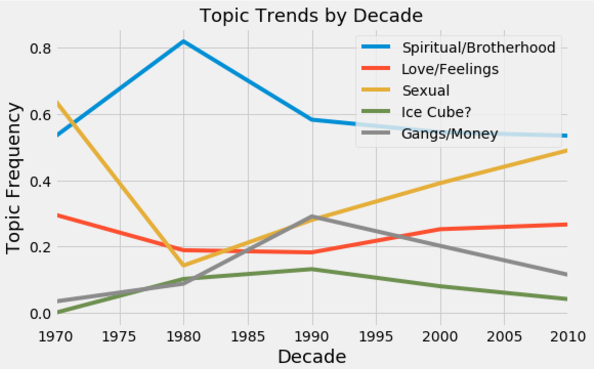 Topic Trends by Decade
Spiritual/Brotherhood
Love/Feelings
Sexual
Ice Cube?
Gangs/Money
Topic Frequency
0.8
0.6
0.4
0.2
0.0
1970 1975 1980 1985 1990 1995 2000 2005 2010
Decade